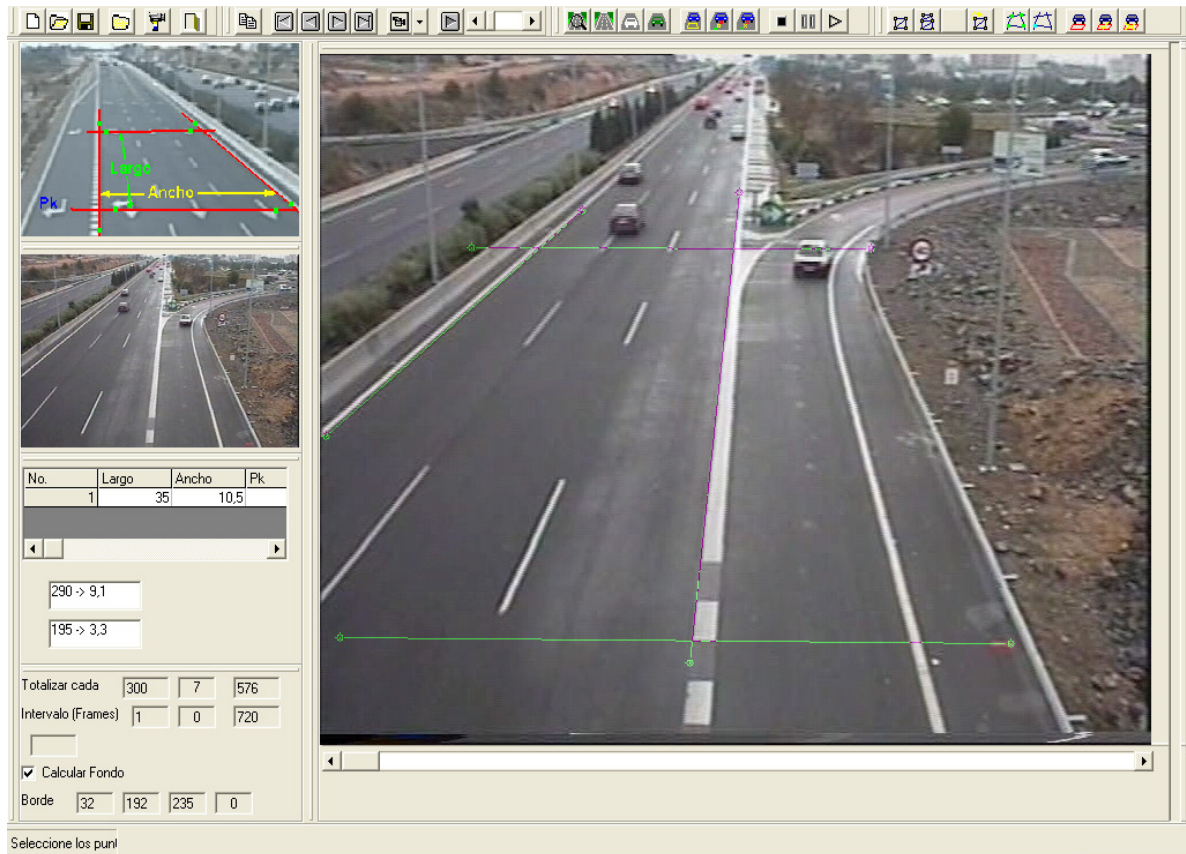 Largo
Ancho
Pk
No. Largo Ancho Pk
1 35 10,5
290 -> 9,1
195 -> 3,3
Totalizar cada 300 7 576
Intervalo (Frames) 1 0 720
Calcular Fondo
Borde 32 192 235 0
Seleccione los pun